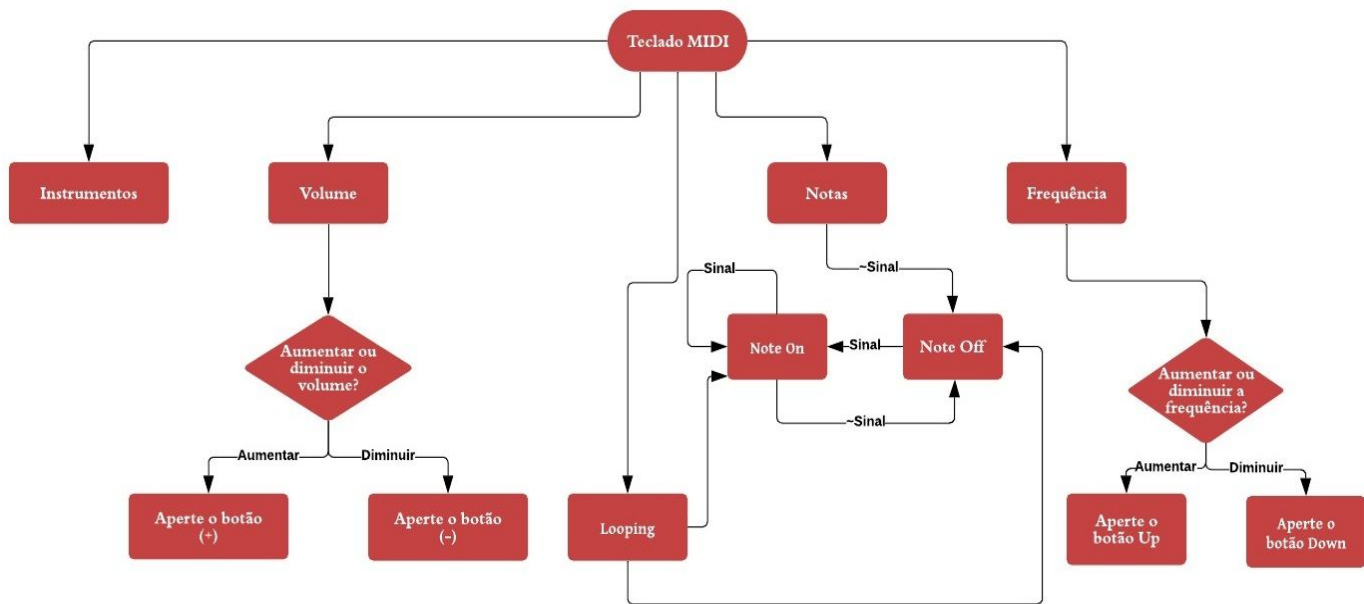 Teclado MIDI
Instrumentos
Volume
Notas
Frequência
~Sinal
Sinal
Note On
Sinal
Note Off
~Sinal
Aumentar ou
diminuir o
volume?
Aumentar ou
diminuir a
frequência?
Aumentar
Diminuir
Aumentar
Diminuir
Aperte o botão
(+)
Aperte o botão
(-)
Looping
Aperte o
botão Up
Aperte o
botão Down